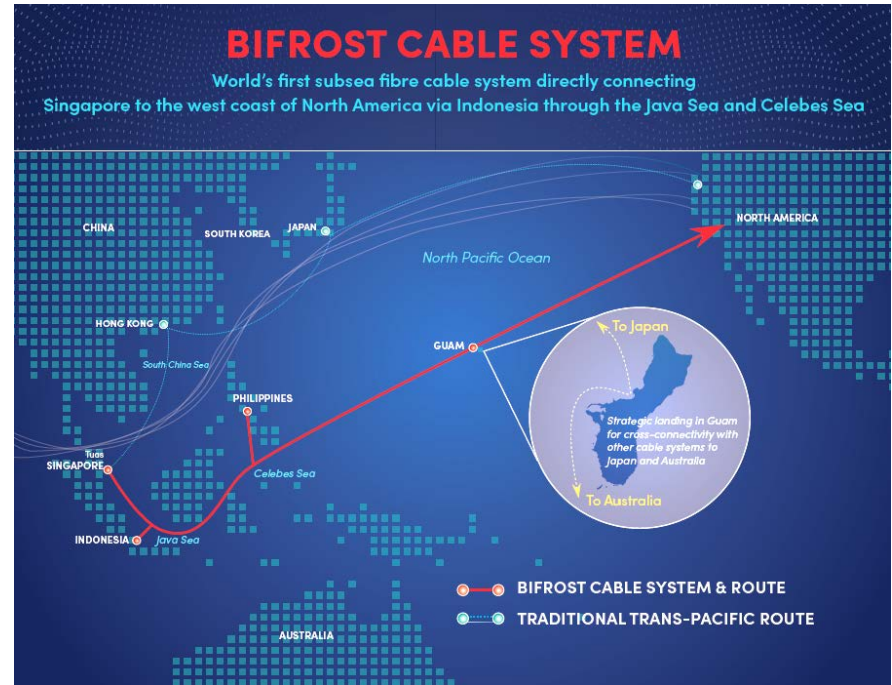 BIFROST CABLE SYSTEM
World's first subsea fibre cable system directly connecting
Singapore to the west coast of North America via Indonesia through the Java Sea and Celebes Sea
CHINA
SOUTH KOREA
JAPAN
NORTH AMERICA
North Pacific Ocean
HONG KONG
South China Sea
GUAM
To Japan
PHILIPPINES
Strategic landing in Guam
for cross-connectivity with
other cable systems to
Japan and Australia
Tuas
SINGAPORE
Celebes Sea
To Australia
INDONESIA
Java Sea
BIFROST CABLE SYSTEM & ROUTE
TRADITIONAL TRANS-PACIFIC ROUTE
AUSTRALIA